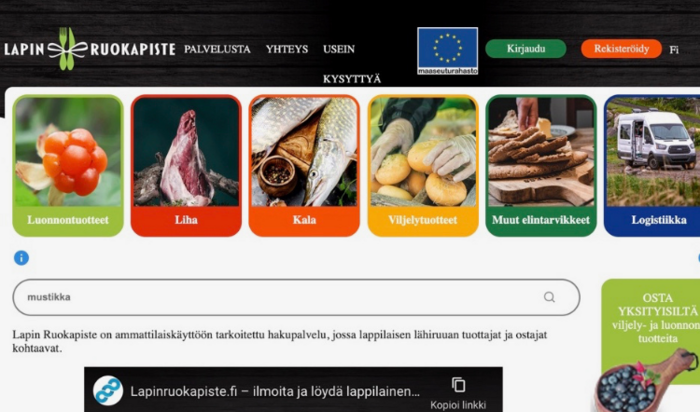 LAPIN RUOKAPISTE
PALVELUSTA YHTEYS USEIN
KYSYTTYÄ
maaseuturahasto
Kirjaudu
Rekisteröidy
Fi
Luonnontuotteet
Liha
Kala
Viljelytuotteet
Muut elintarvikkeet
Logistiikka
mustikka
Lapin Ruokapiste on ammattilaiskäyttöön tarkoitettu hakupalvelu, jossa lappilaisen lähiruuan tuottajat ja ostajat
kohtaavat.
OSTA
YKSITYISILTÄ
viljely- ja luonnon
tuotteita
Lapinruokapiste.fi – ilmoita ja löydä lappilainen...
Kopioi linkki